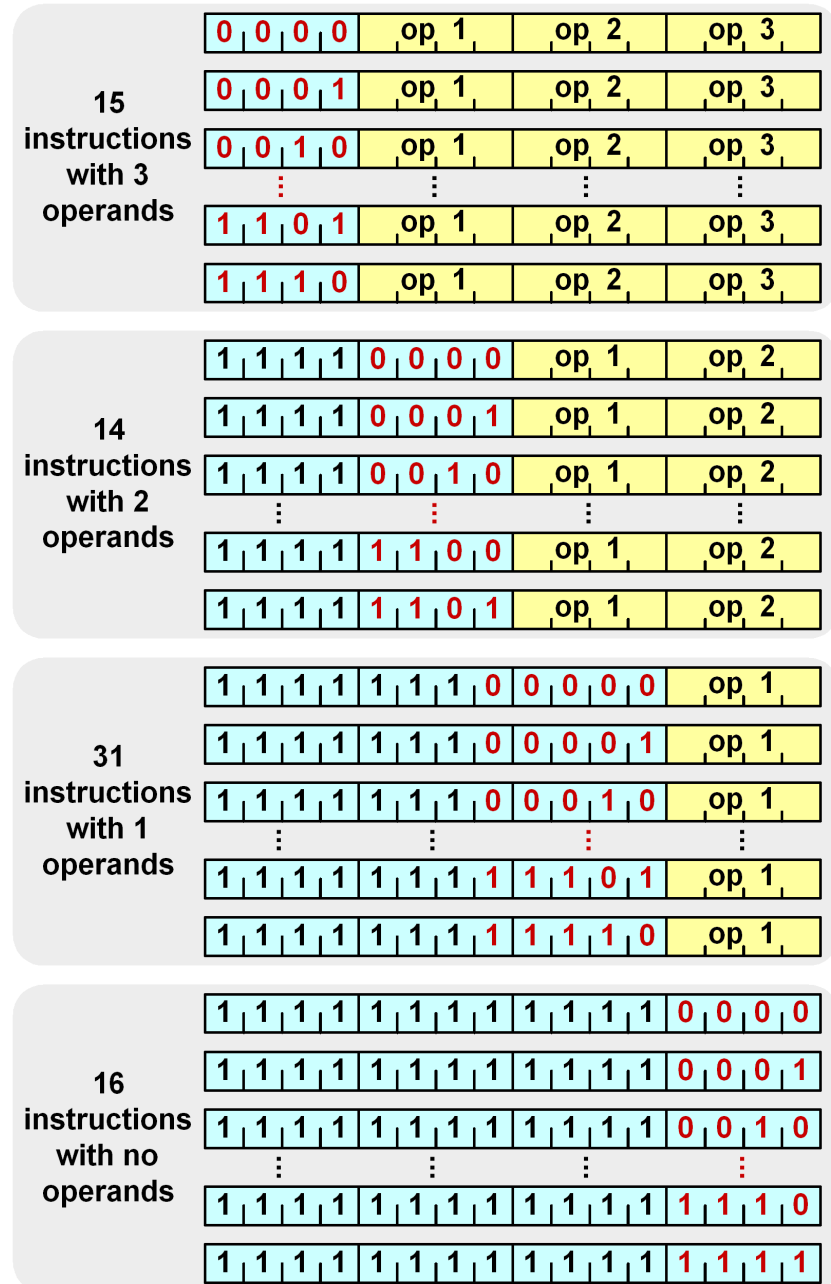 15
instructions
with 3
operands
0 0 0 0 op 1 op 2 op 3
0 0 0 1 op 1 op 2 op 3
0 0 1 0 op 1 op 2 op 3
⋮ ⋮ ⋮ ⋮
1 1 0 1 op 1 op 2 op 3
1 1 1 0 op 1 op 2 op 3
14
instructions
with 2
operands
1 1 1 1 0 0 0 0 op 1 op 2
1 1 1 1 0 0 0 1 op 1 op 2
1 1 1 1 0 0 1 0 op 1 op 2
⋮ ⋮ ⋮ ⋮
1 1 1 1 1 1 0 0 op 1 op 2
1 1 1 1 1 1 0 1 op 1 op 2
31
instructions
with 1
operands
1 1 1 1 1 1 1 0 0 0 0 0 op 1
1 1 1 1 1 1 1 0 0 0 0 1 op 1
1 1 1 1 1 1 1 0 0 0 1 0 op 1
⋮ ⋮ ⋮ ⋮
1 1 1 1 1 1 1 1 1 1 0 1 op 1
1 1 1 1 1 1 1 1 1 1 1 0 op 1
16
instructions
with no
operands
1 1 1 1 1 1 1 1 1 1 1 1 0 0 0 0
1 1 1 1 1 1 1 1 1 1 1 1 0 0 0 1
1 1 1 1 1 1 1 1 1 1 1 1 0 0 1 0
⋮ ⋮ ⋮ ⋮
1 1 1 1 1 1 1 1 1 1 1 1 1 1 1 0
1 1 1 1 1 1 1 1 1 1 1 1 1 1 1 1